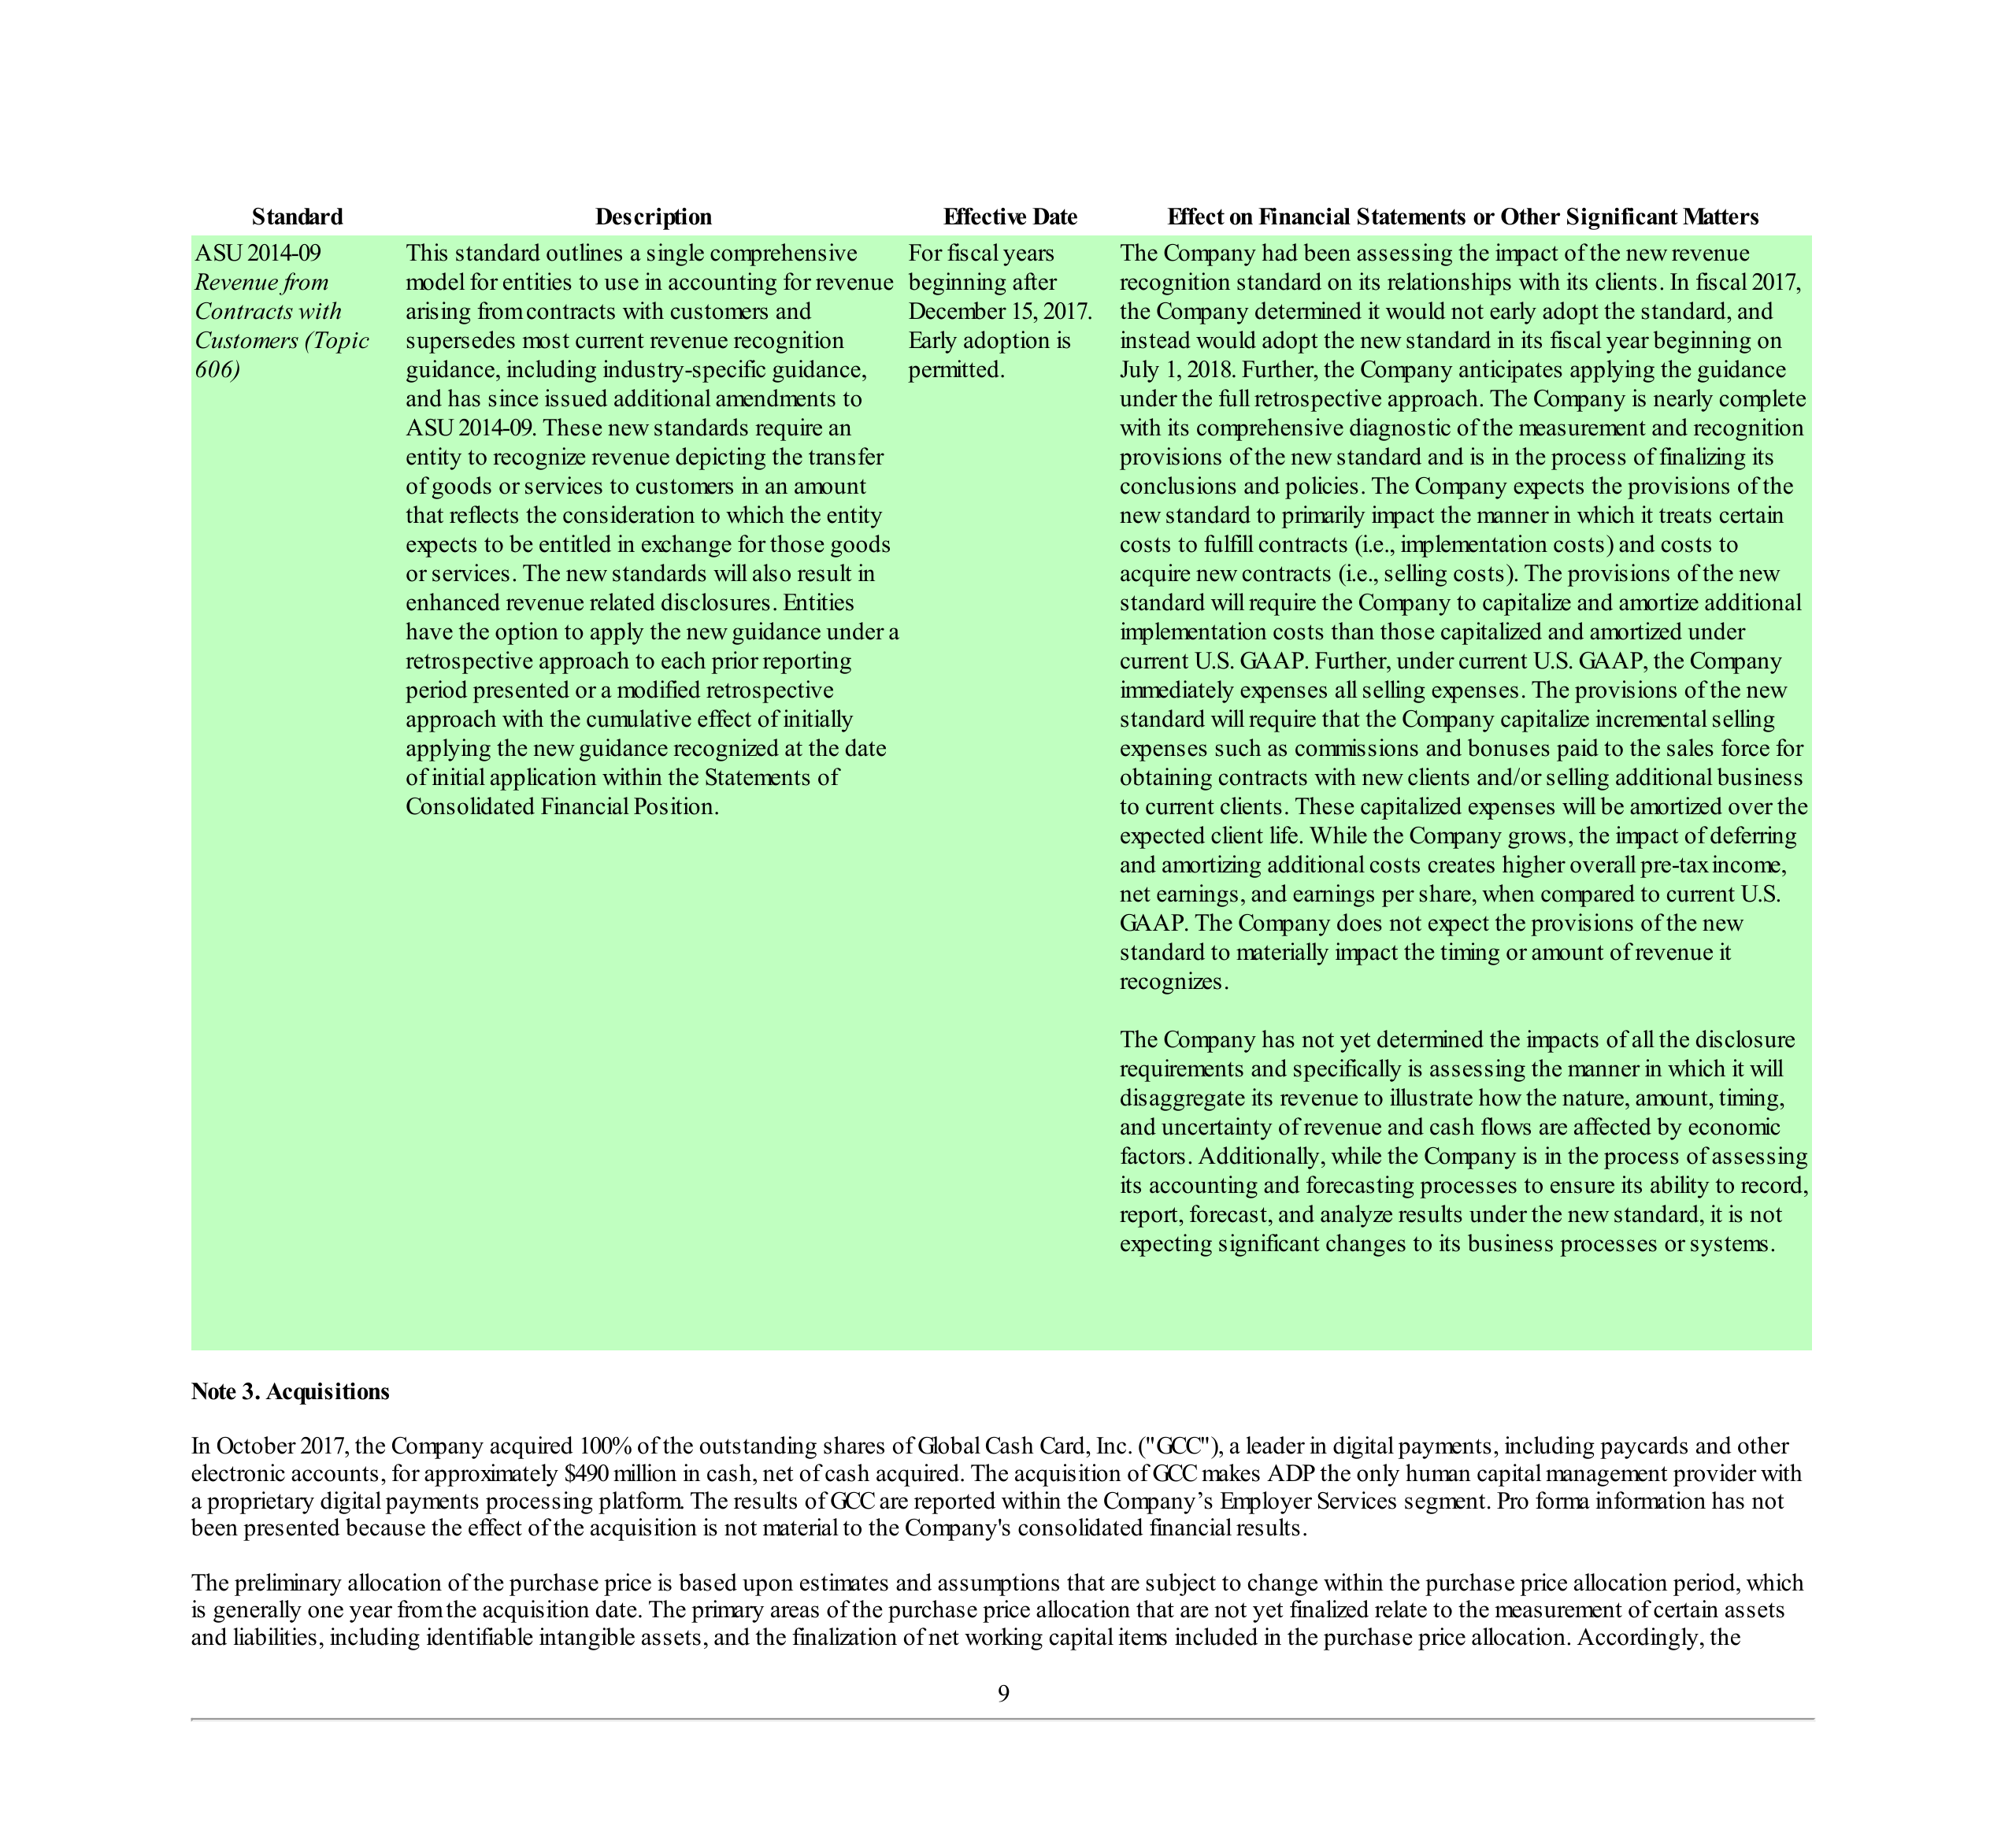 Standard Description Effective Date Effect on Financial Statements or Other Significant Matters
ASU 2014-09
Revenue from
Contracts with
Customers (Topic
606)
This standard outlines a single comprehensive
model for entities to use in accounting for revenue
arising from contracts with customers and
supersedes most current revenue recognition
guidance, including industry-specific guidance,
and has since issued additional amendments to
ASU 2014-09. These new standards require an
entity to recognize revenue depicting the transfer
of goods or services to customers in an amount
that reflects the consideration to which the entity
expects to be entitled in exchange for those goods
or services. The new standards will also result in
enhanced revenue related disclosures. Entities
have the option to apply the new guidance under a
retrospective approach to each prior reporting
period presented or a modified retrospective
approach with the cumulative effect of initially
applying the new guidance recognized at the date
of initial application within the Statements of
Consolidated Financial Position.
For fiscal years
beginning after
December 15, 2017.
Early adoption is
permitted.
The Company had been assessing the impact of the new revenue
recognition standard on its relationships with its clients. In fiscal 2017,
the Company determined it would not early adopt the standard, and
instead would adopt the new standard in its fiscal year beginning on
July 1, 2018. Further, the Company anticipates applying the guidance
under the full retrospective approach. The Company is nearly complete
with its comprehensive diagnostic of the measurement and recognition
provisions of the new standard and is in the process of finalizing its
conclusions and policies. The Company expects the provisions of the
new standard to primarily impact the manner in which it treats certain
costs to fulfill contracts (i.e., implementation costs) and costs to
acquire new contracts (i.e., selling costs). The provisions of the new
standard will require the Company to capitalize and amortize additional
implementation costs than those capitalized and amortized under
current U.S. GAAP. Further, under current U.S. GAAP, the Company
immediately expenses all selling expenses. The provisions of the new
standard will require that the Company capitalize incremental selling
expenses such as commissions and bonuses paid to the sales force for
obtaining contracts with new clients and/or selling additional business
to current clients. These capitalized expenses will be amortized over the
expected client life. While the Company grows, the impact of deferring
and amortizing additional costs creates higher overall pre-tax income,
net earnings, and earnings per share, when compared to current U.S.
GAAP. The Company does not expect the provisions of the new
standard to materially impact the timing or amount of revenue it
recognizes.
The Company has not yet determined the impacts of all the disclosure
requirements and specifically is assessing the manner in which it will
disaggregate its revenue to illustrate how the nature, amount, timing,
and uncertainty of revenue and cash flows are affected by economic
factors. Additionally, while the Company is in the process of assessing
its accounting and forecasting processes to ensure its ability to record,
report, forecast, and analyze results under the new standard, it is not
expecting significant changes to its business processes or systems.
Note 3. Acquisitions
In October 2017, the Company acquired 100% of the outstanding shares of Global Cash Card, Inc. ("GCC"), a leader in digital payments, including paycards and other
electronic accounts, for approximately $490 million in cash, net of cash acquired. The acquisition of GCC makes ADP the only human capital management provider with
a proprietary digital payments processing platform. The results of GCC are reported within the Company’s Employer Services segment. Pro forma information has not
been presented because the effect of the acquisition is not material to the Company's consolidated financial results.
The preliminary allocation of the purchase price is based upon estimates and assumptions that are subject to change within the purchase price allocation period, which
is generally one year from the acquisition date. The primary areas of the purchase price allocation that are not yet finalized relate to the measurement of certain assets
and liabilities, including identifiable intangible assets, and the finalization of net working capital items included in the purchase price allocation. Accordingly, the
9